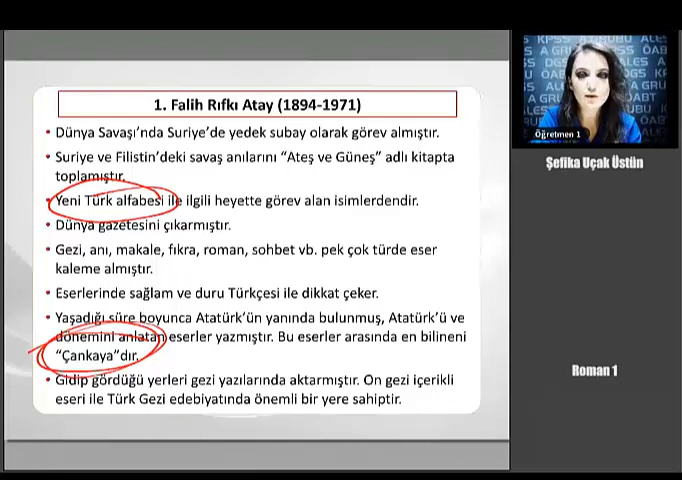 1. Falih Rıfkı Atay (1894-1971)
• Dünya Savaşı’nda Suriye’de yedek subay olarak görev almıştır.
• Suriye ve Filistin’deki savaş anılarını “Ateş ve Güneş” adlı kitapta
toplamıştır.
• Yeni Türk alfabesi ile ilgili heyette görev alan isimlerdendir.
• Dünya gazetesini çıkarmıştır.
• Gezi, anı, makale, fıkra, roman, sohbet vb. pek çok türde eser
kaleme almıştır.
• Eserlerinde sağlam ve duru Türkçesi ile dikkat çeker.
• Yaşadığı süre boyunca Atatürk’ün yanında bulunmuş, Atatürk’ü ve
dönemini anlatan eserler yazmıştır. Bu eserler arasında en bilineni
“Çankaya”dır.
• Gidip gördüğü yerleri gezi yazılarında aktarmıştır. On gezi içerikli
eseri ile Türk Gezi edebiyatında önemli bir yere sahiptir.
KPSS
ALES
A GRUBU
ÖABT
DGS
Öğretmen 1
Şefika Uçak Üstün
Roman 1